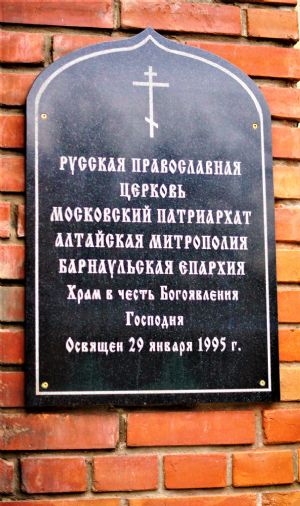 РУССКАЯ ПРАВОСЛАВНАЯ
ЦЕРКОВЬ
МОСКОВСКИЙ ПАТРИАРХАТ
АЛТАЙСКАЯ МИТРОПОЛИЯ
БАРНАУЛЬСКАЯ ЕПАРХИЯ
Храм в честь Богоявления
Господня
Освящен 29 января 1995 г.